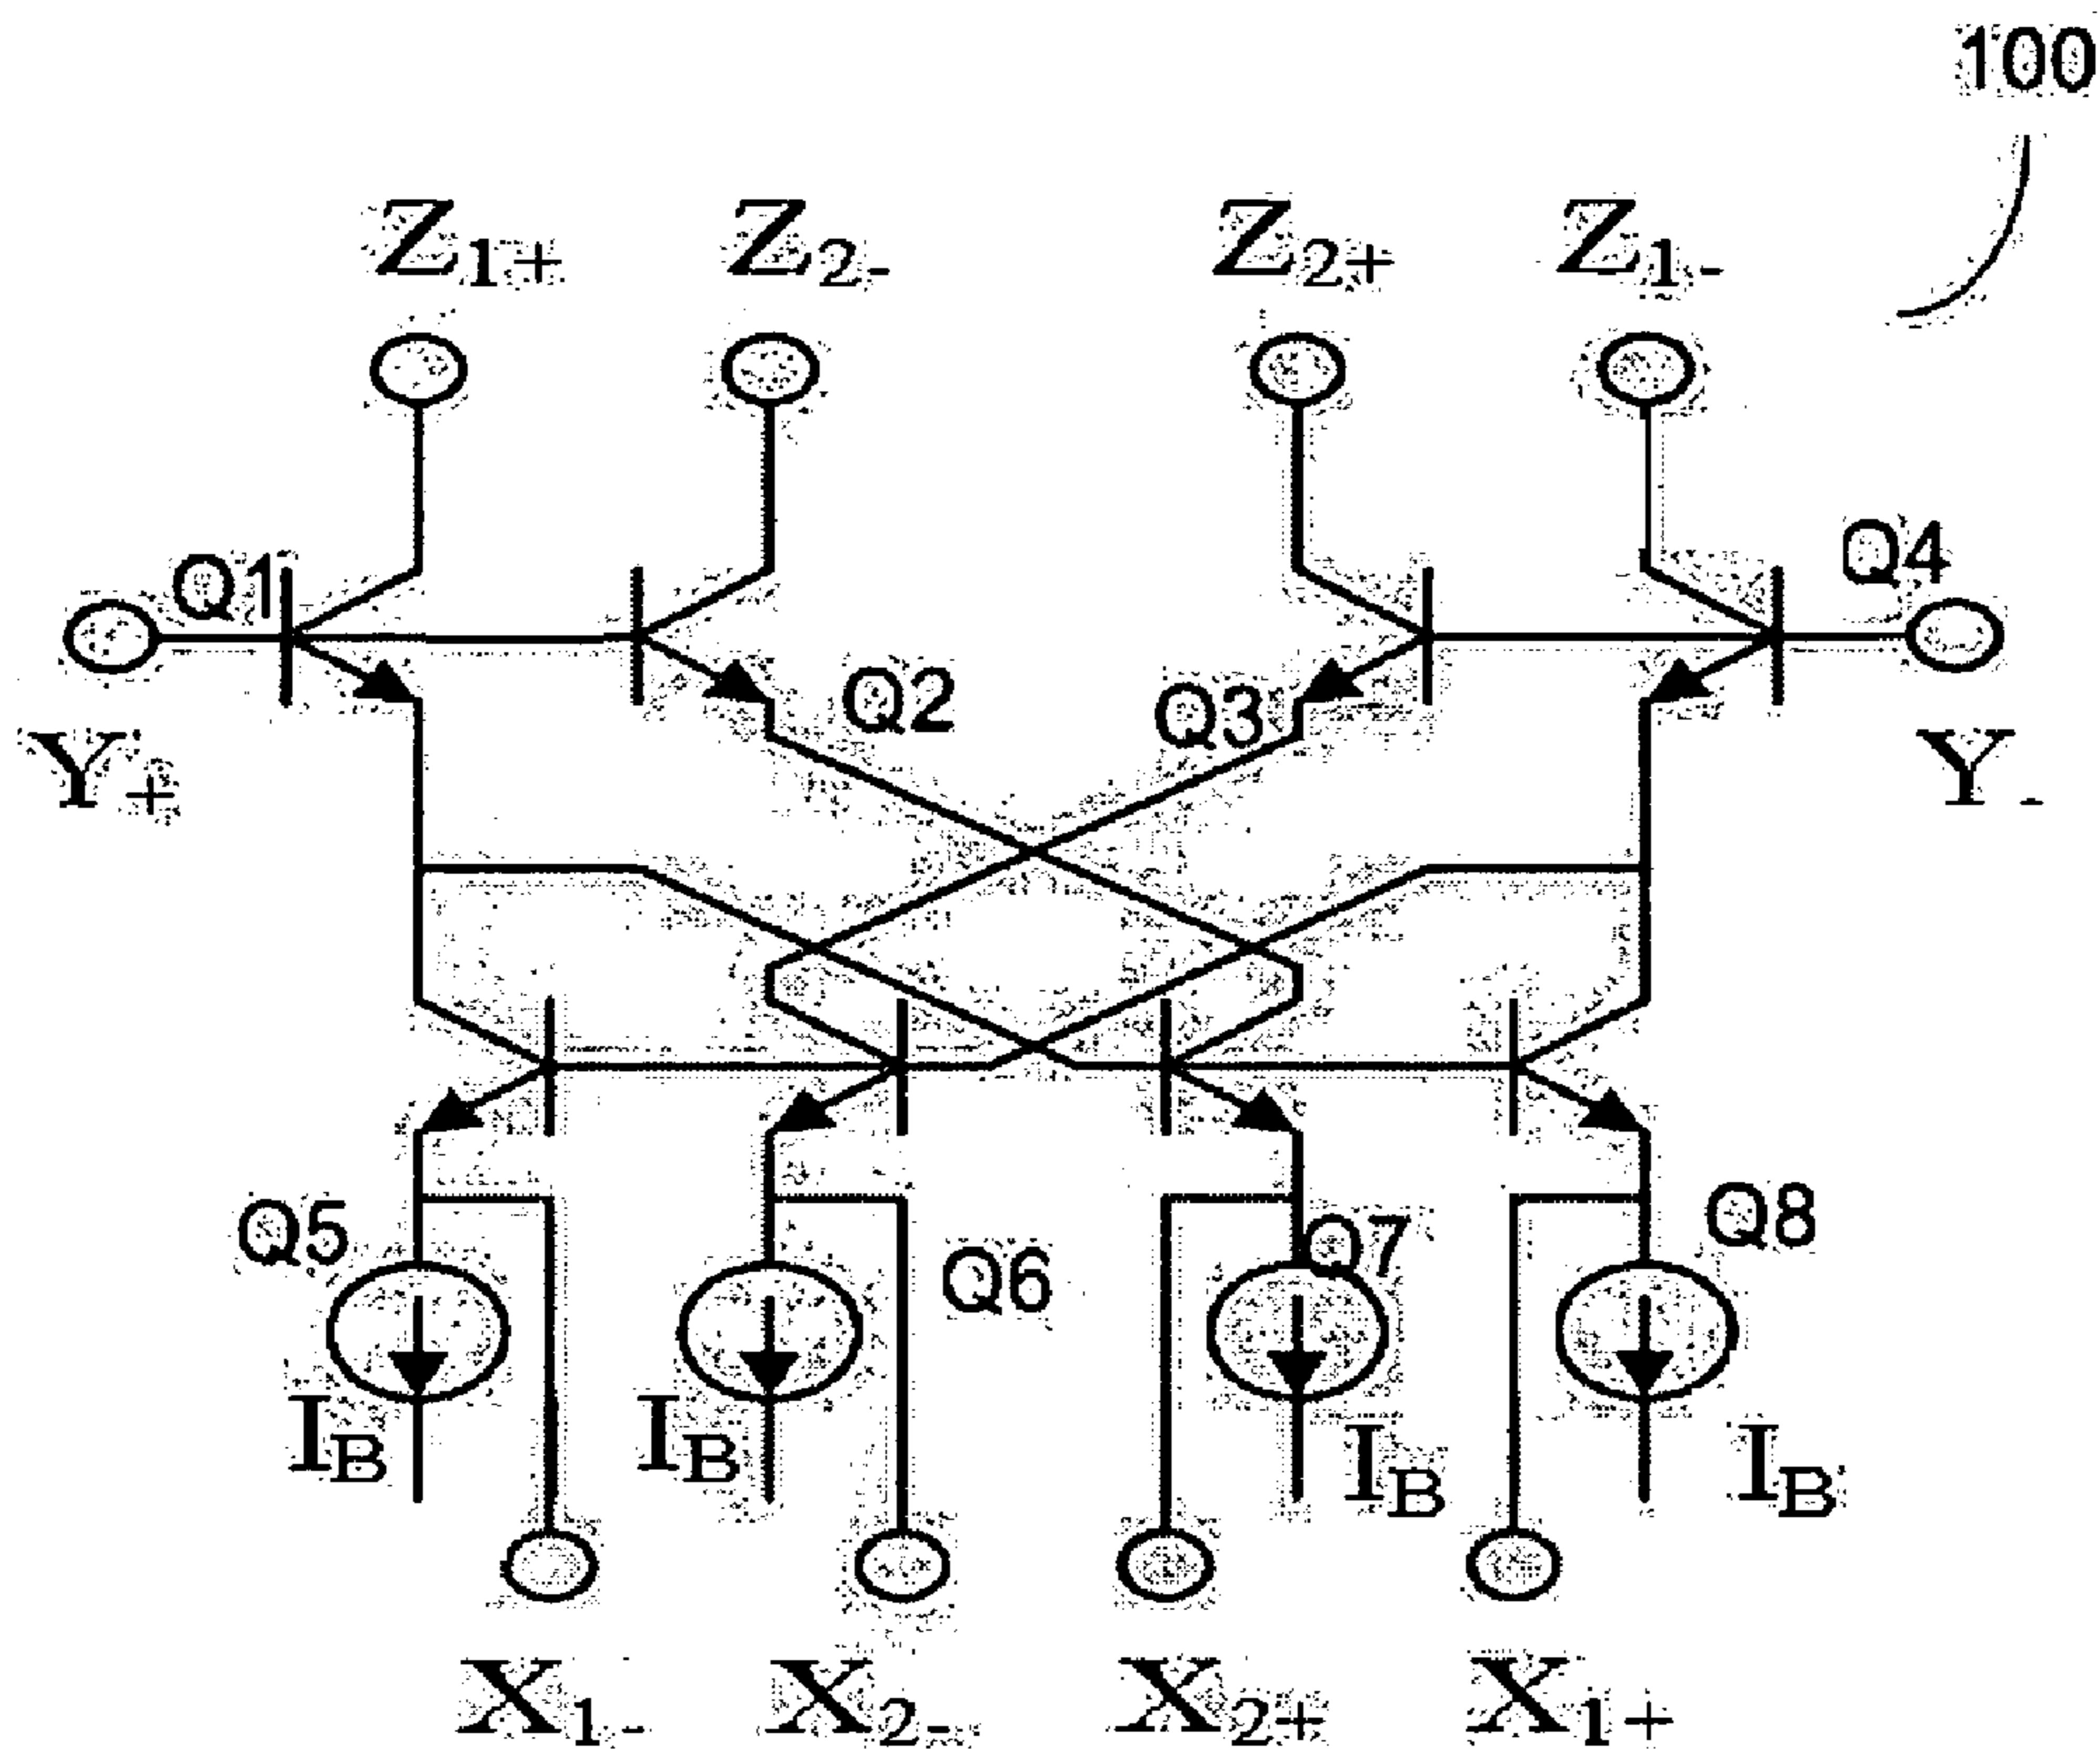 100
Z1+ Z2- Z2+ Z1-
Q1 Q4
Q2 Q3
Y+ Y-
Q5 Q6 Q7 Q8
IB IB IB IB
X1- X2- X2+ X1+